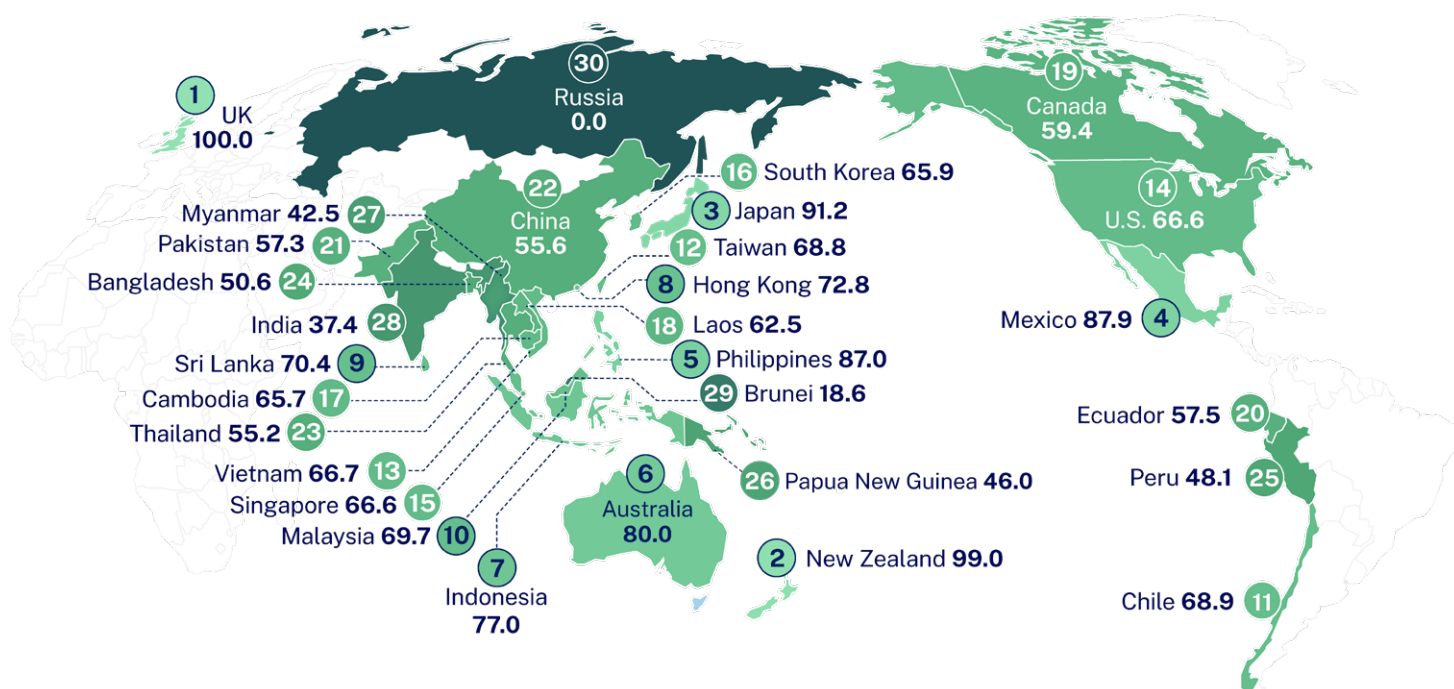 30
Russia
0.0
19
Canada
59.4
1
UK
100.0
16 South Korea 65.9
22
China
55.6
14
U.S. 66.6
Myanmar 42.5 27
3 Japan 91.2
Pakistan 57.3 21
12 Taiwan 68.8
Bangladesh 50.6 24
8 Hong Kong 72.8
India 37.4 28
18 Laos 62.5
Mexico 87.9 4
Sri Lanka 70.4 9
5 Philippines 87.0
Cambodia 65.7 17
29 Brunei 18.6
Ecuador 57.5 20
Thailand 55.2 23
Vietnam 66.7 13
6
Australia
80.0
26 Papua New Guinea 46.0
Peru 48.1 25
Singapore 66.6 15
Malaysia 69.7 10
7
Indonesia
77.0
2 New Zealand 99.0
Chile 68.9 11